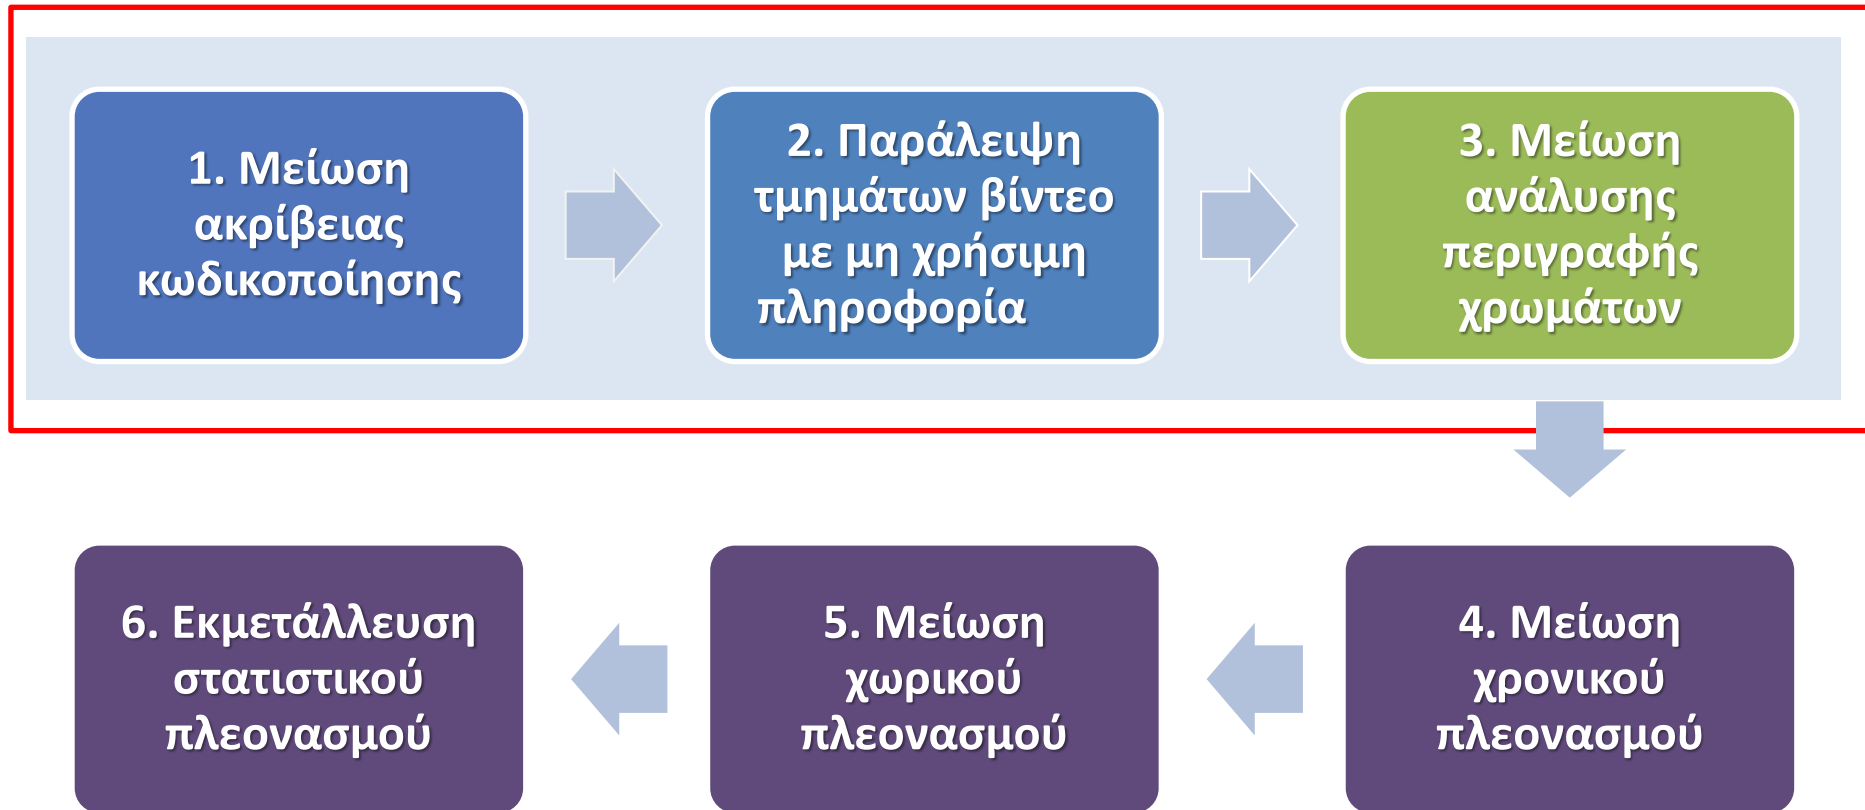 1. Μείωση
ακρίβειας
κωδικοποίησης
2. Παράλειψη
τμημάτων βίντεο
με μη χρήσιμη
πληροφορία
3. Μείωση
ανάλυσης
περιγραφής
χρωμάτων
4. Μείωση
χρονικού
πλεονασμού
5. Μείωση
χωρικού
πλεονασμού
6. Εκμετάλλευση
στατιστικού
πλεονασμού